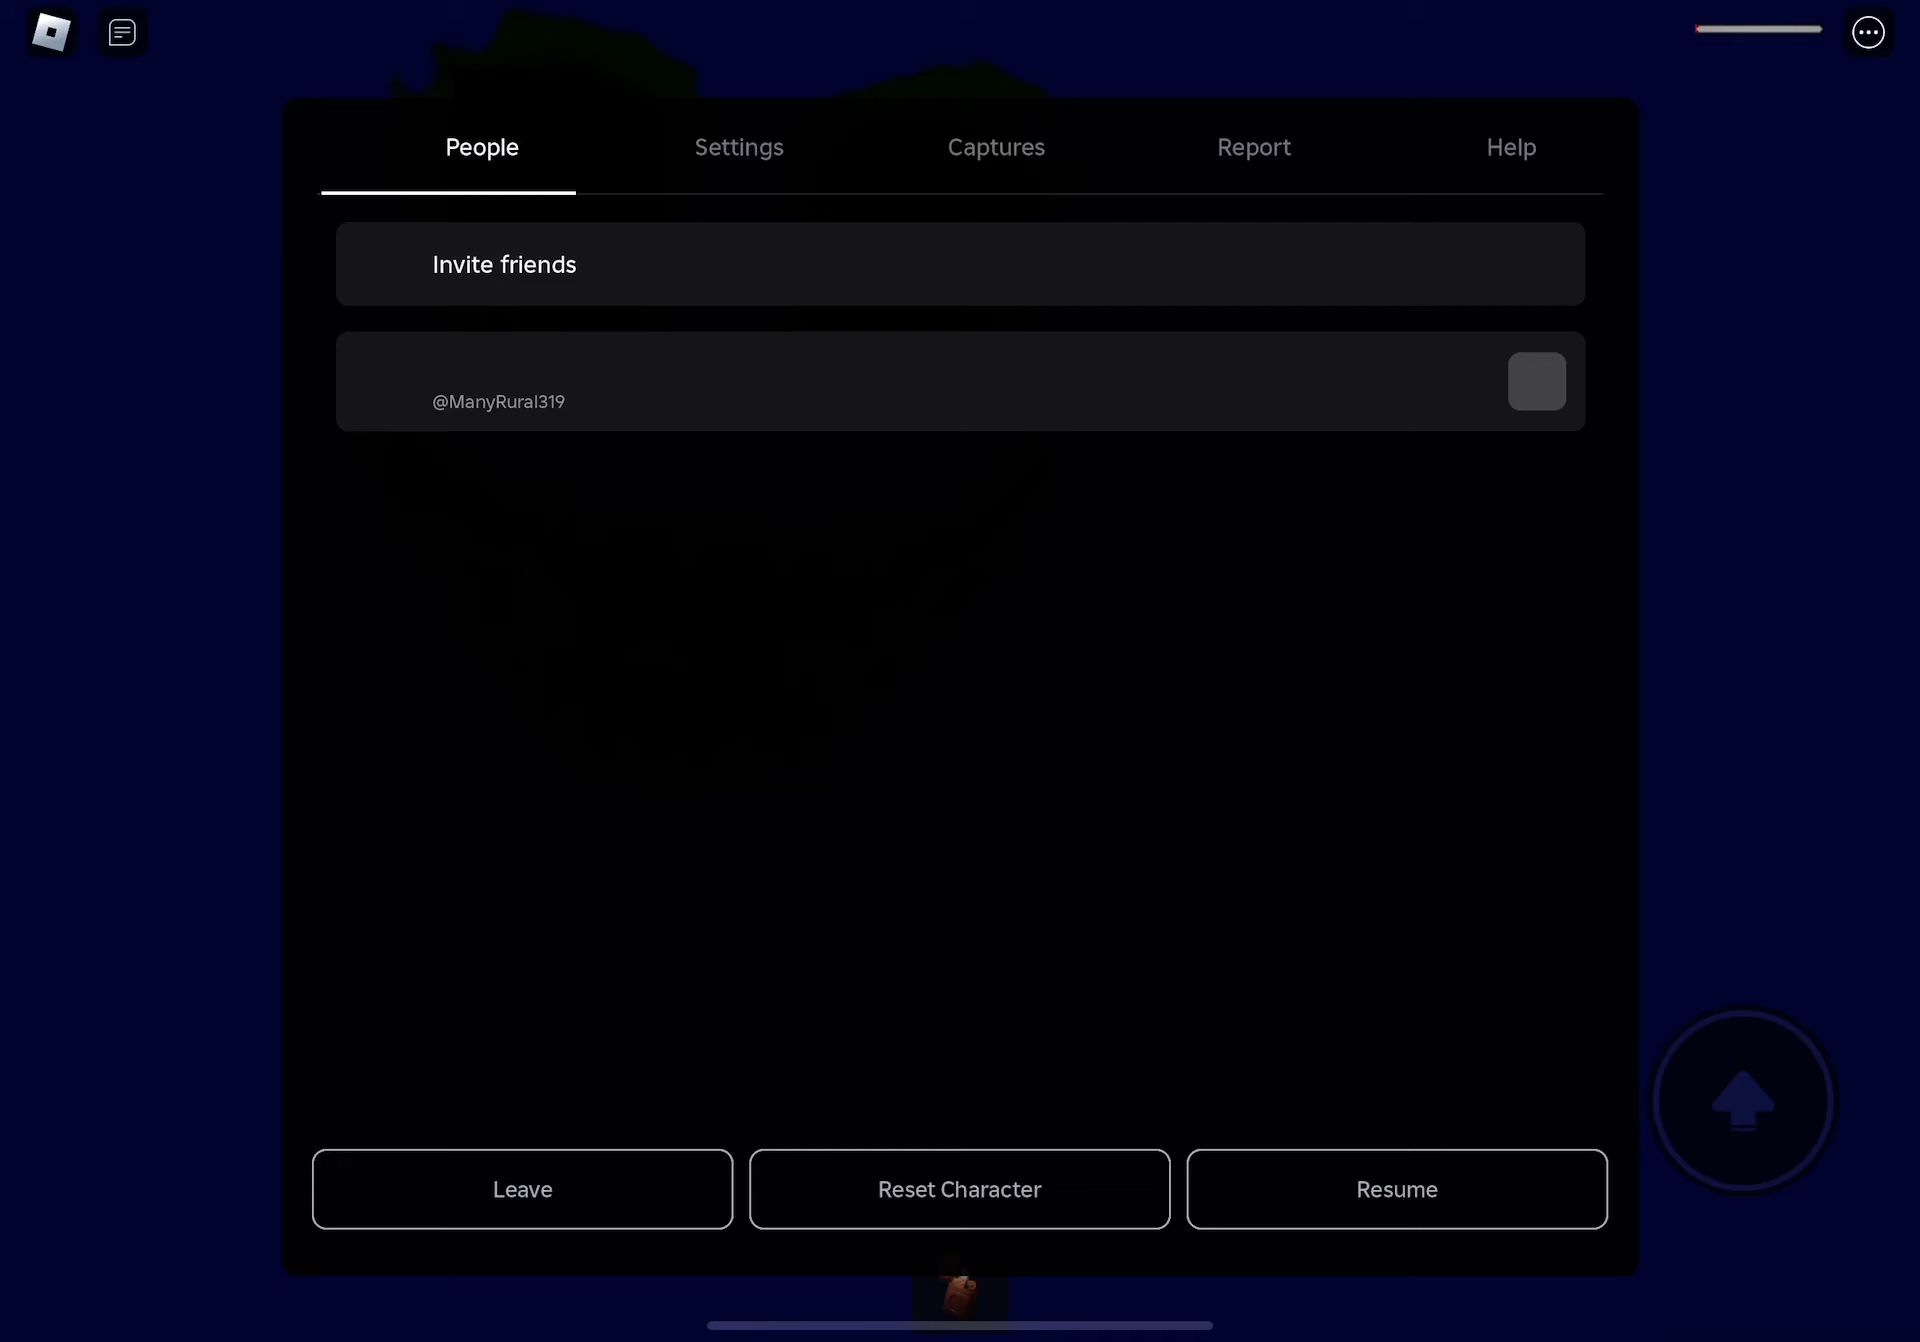 People
Settings
Captures
Report
Help
Invite friends
@ManyRural319
Leave
Reset Character
Resume